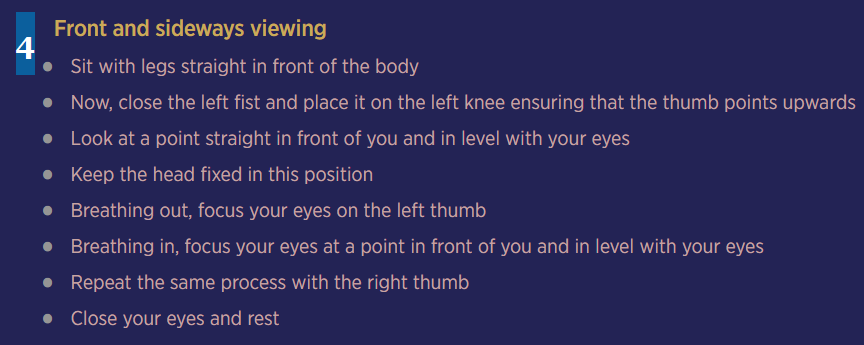 4
Front and sideways viewing
• Sit with legs straight in front of the body
• Now, close the left fist and place it on the left knee ensuring that the thumb points upwards
• Look at a point straight in front of you and in level with your eyes
• Keep the head fixed in this position
• Breathing out, focus your eyes on the left thumb
• Breathing in, focus your eyes at a point in front of you and in level with your eyes
• Repeat the same process with the right thumb
• Close your eyes and rest